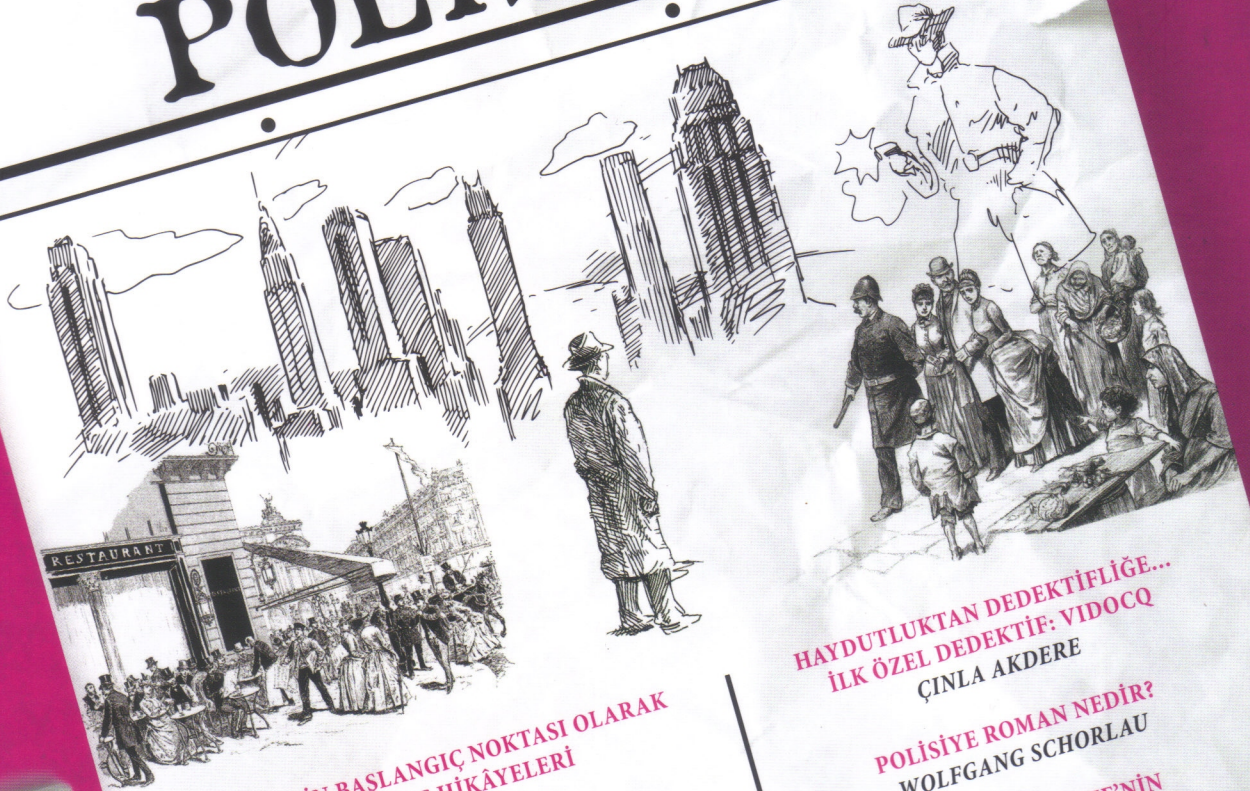 RESTAURANT
BAŞLANGIÇ NOKTASI OLARAK
HİKÂYELERİ
HAYDUTLUKTAN DEDEKTİFLİĞE...
İLK ÖZEL DEDEKTİF: VIDOCQ
ÇINLA AKDERE
POLİSİYE ROMAN NEDİR?
WOLFGANG SCHORLAU